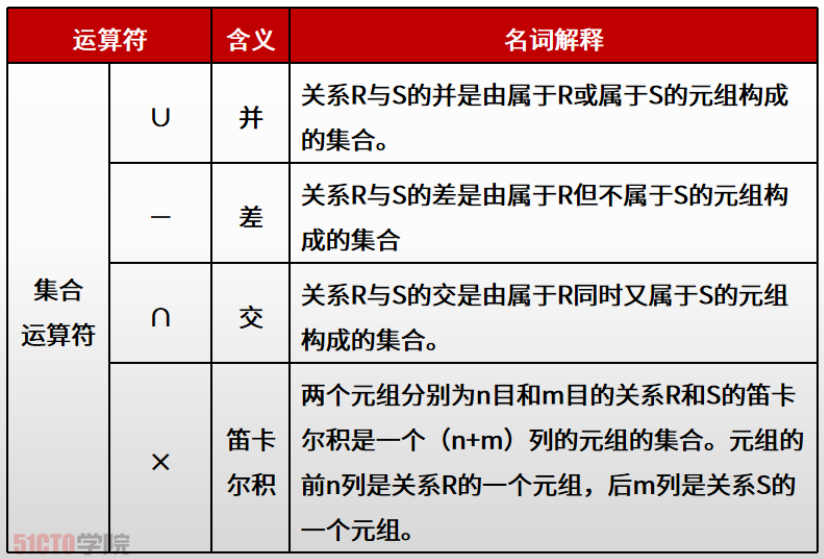 运算符 含义 名词解释
∪ 并 关系R与S的并是由属于R或属于S的元组构成
的集合。
− 差 关系R与S的差是由属于R但不属于S的元组构
成的集合
集合
运算符
∩ 交 关系R与S的交是由属于R同时又属于S的元组
构成的集合。
× 笛卡
尔积
两个元组分别为n目和m目的关系R和S的笛卡
尔积是一个（n+m）列的元组的集合。元组的
前n列是关系R的一个元组，后m列是关系S的
一个元组。
51CTO学院